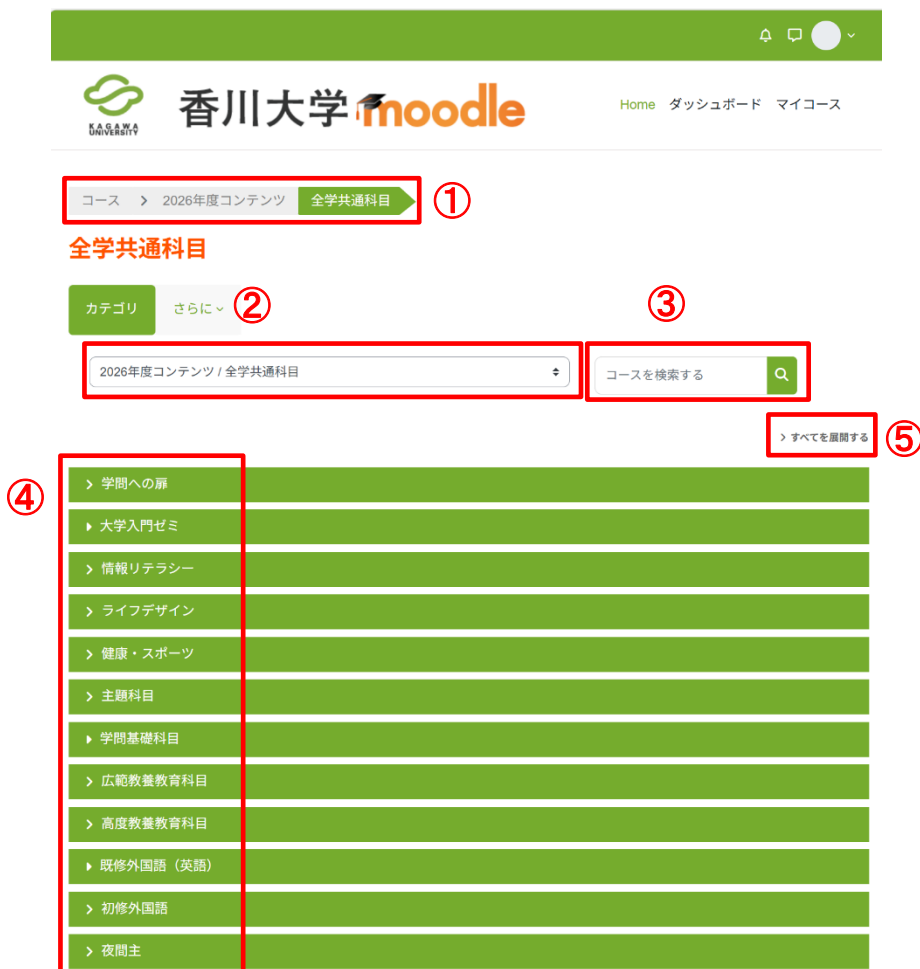 KAGAWA
UNIVERSITY
香川大学 moodle
Home ダッシュボード マイコース
コース > 2026年度コンテンツ 全学共通科目
①
全学共通科目
カテゴリ さらに
②
③
2026年度コンテンツ / 全学共通科目
コースを検索する
> すべてを展開する
⑤
④
> 学問への扉
大学入門ゼミ
> 情報リテラシー
> ライフデザイン
> 健康・スポーツ
> 主題科目
学問基礎科目
> 広範教養教育科目
> 高度教養教育科目
既修外国語（英語）
> 初修外国語
> 夜間主